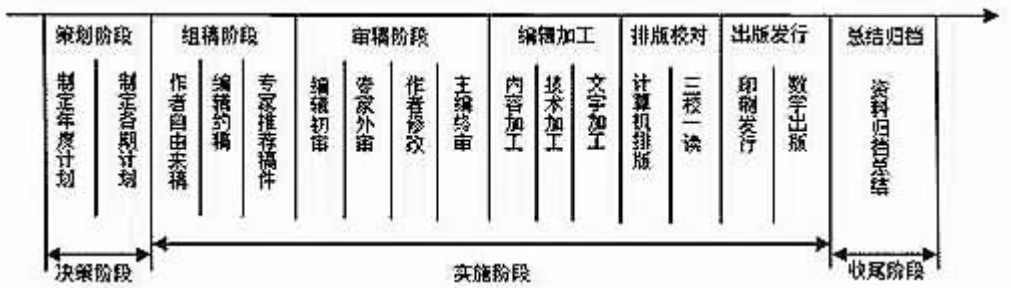 策划阶段 组稿阶段 审稿阶段 编辑加工 排版校对 出版发行 总结归档
制定年度计划
制定各期计划
作者自由来稿
编辑约稿
专家推荐稿件
编辑初审
专家外审
作者修改
主编终审
内容加工
技术加工
文字加工
计算机排版
三校一读
印刷发行
数字出版
资料归档总结
决策阶段 实施阶段 收尾阶段